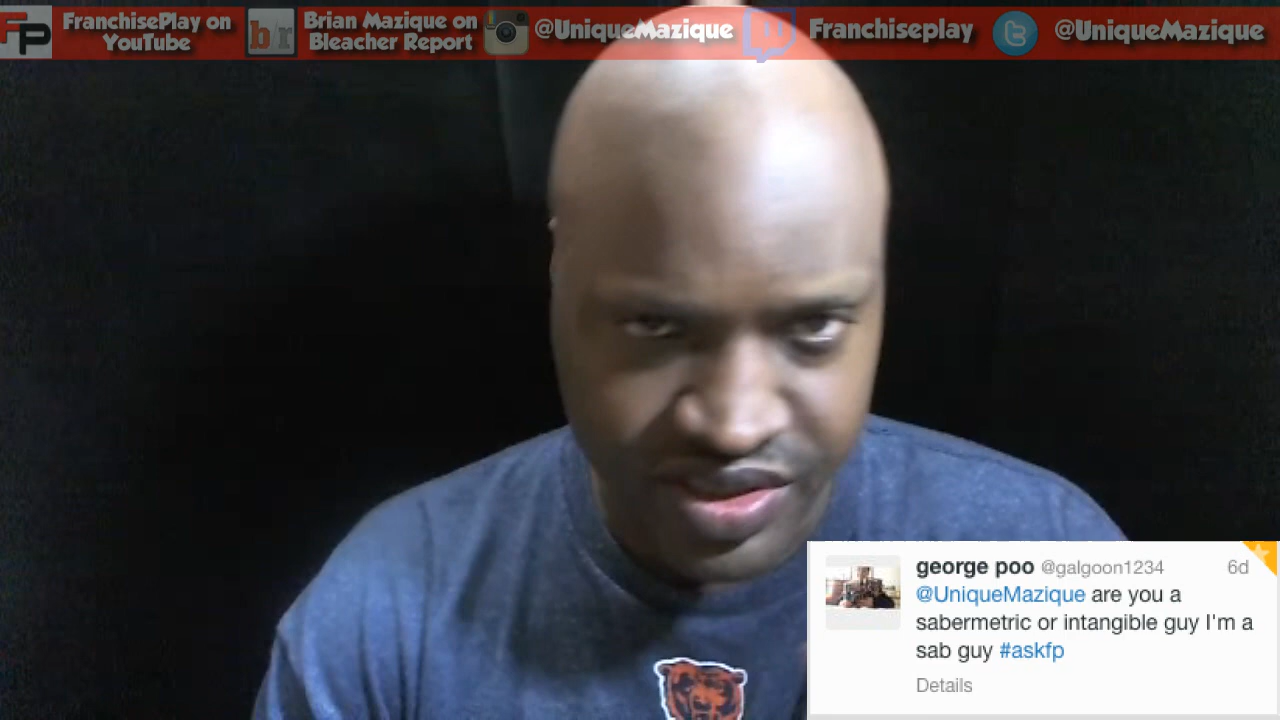 FP
FranchisePlay on
YouTube
b/r
Brian Mazique on
Bleacher Report
@UniqueMazique
Franchiseplay
@UniqueMazique
george poo @galgoon1234 6d
@UniqueMazique are you a
sabermetric or intangible guy I'm a
sab guy #askfp
Details